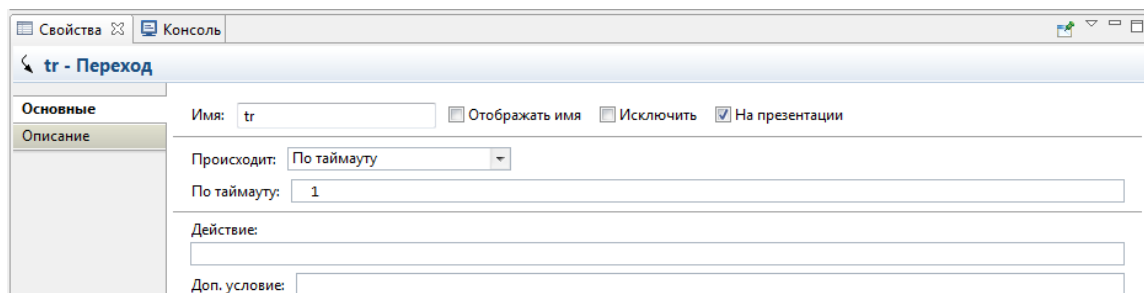 Свойства Консоль
tr - Переход
Основные
Описание
Имя: tr Отображать имя Исключить На презентации
Происходит: По таймауту
По таймауту: 1
Действие:
Доп. условие: